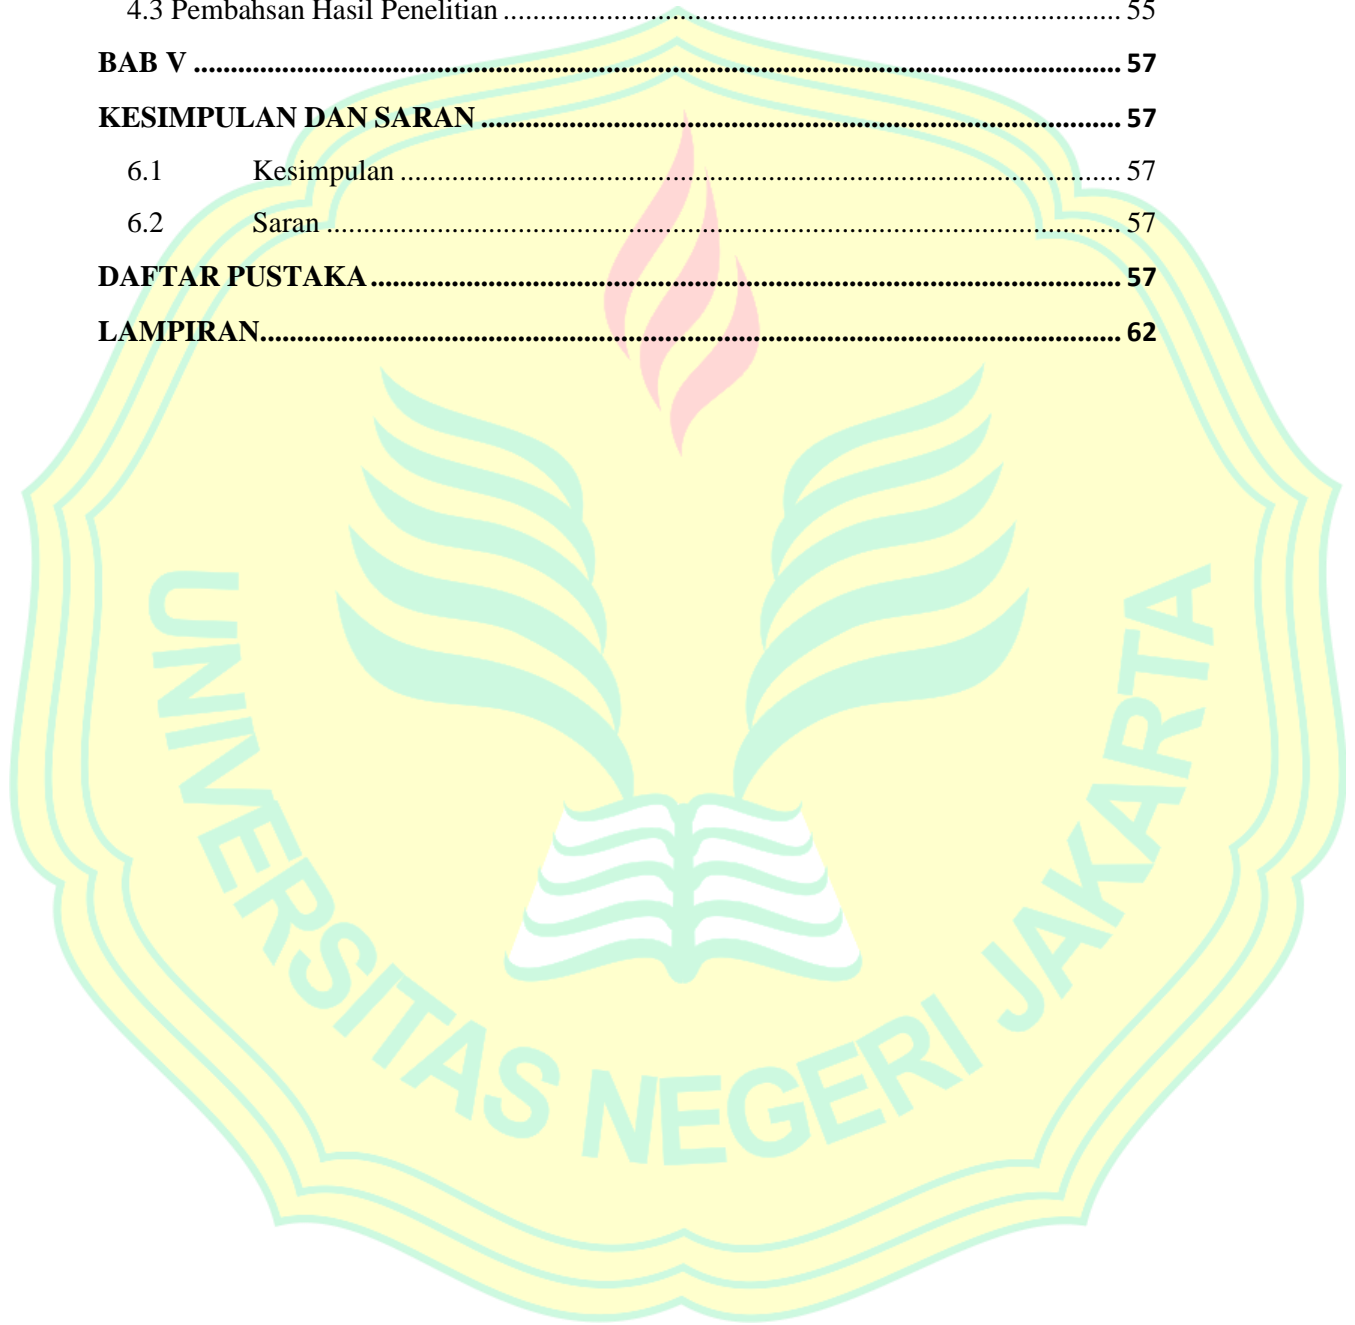 4.3 Pembahsan Hasil Penelitian ........................................................................................ 55
BAB V ............................................................................................................................. 57
KESIMPULAN DAN SARAN ....................................................................................... 57
6.1 Kesimpulan ................................................................................................. 57
6.2 Saran ........................................................................................................... 57
DAFTAR PUSTAKA ...................................................................................................... 57
LAMPIRAN..................................................................................................................... 62
UNIVERSITAS NEGERI JAKARTA